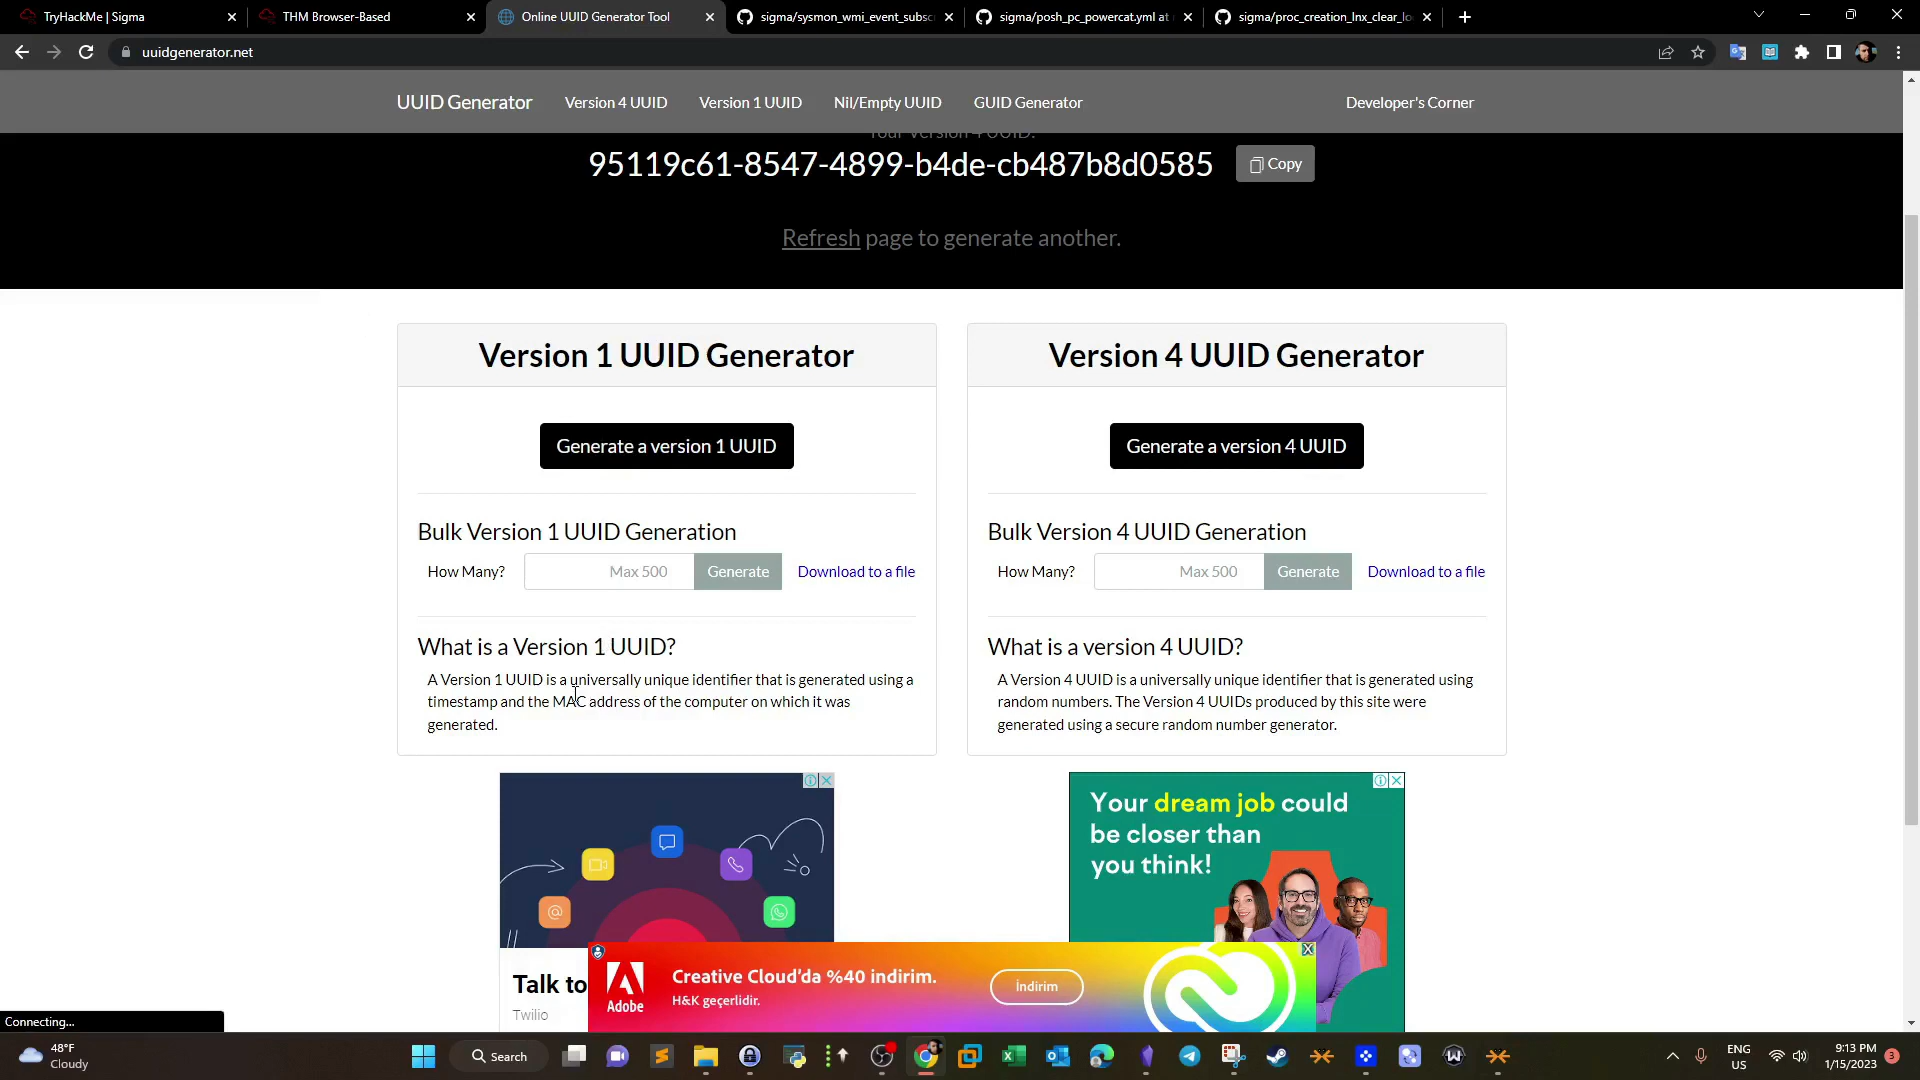 TryHackMe | Sigma
THM Browser-Based
Online UUID Generator Tool
sigma/sysmon_wmi_event_subsc
sigma/posh_pc_powercat.yml at
sigma/proc_creation_lnx_clear_lo
uuidgenerator.net
UUID Generator
Version 4 UUID
Version 1 UUID
Nil/Empty UUID
GUID Generator
Developer's Corner
Your Version 4 UUID:
95119c61-8547-4899-b4de-cb487b8d0585
Copy
Refresh page to generate another.
Version 1 UUID Generator
Generate a version 1 UUID
Bulk Version 1 UUID Generation
How Many?
Max 500
Generate
Download to a file
What is a Version 1 UUID?
A Version 1 UUID is a universally unique identifier that is generated using a
timestamp and the MAC address of the computer on which it was
generated.
Version 4 UUID Generator
Generate a version 4 UUID
Bulk Version 4 UUID Generation
How Many?
Max 500
Generate
Download to a file
What is a version 4 UUID?
A Version 4 UUID is a universally unique identifier that is generated using
random numbers. The Version 4 UUIDs produced by this site were
generated using a secure random number generator.
Your dream job could
be closer than
you think!
Talk to
Twilio
Adobe
Creative Cloud'da %40 indirim.
H&K geçerlidir.
İndirim
Connecting...
48°F
Cloudy
Search
ENG
US
9:13 PM
1/15/2023
3